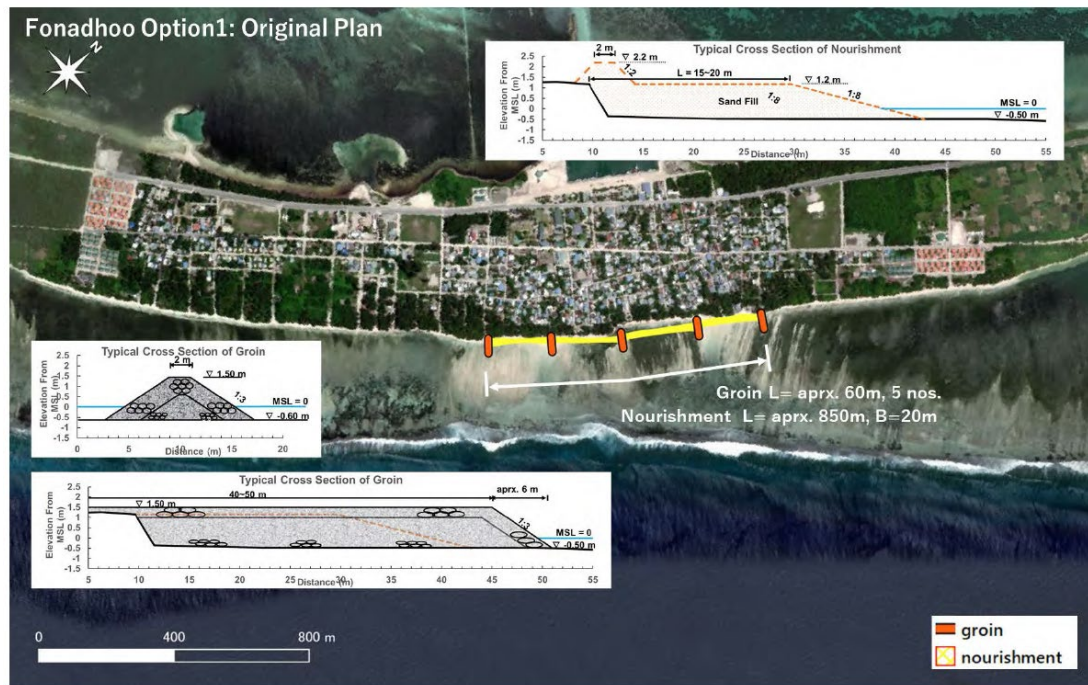 Fonadhoo Option1: Original Plan
N
Typical Cross Section of Nourishment
Elevation From
MSL (m)
2.5
2
1.5
1
0.5
0
-0.5
-1
-1.5
2 m
▽ 2.2 m
1:2
L = 15~20 m
▽ 1.2 m
1:8
1:8
Sand Fill
MSL = 0
▽ -0.50 m
5 10 15 20 25 30 35 40 45 50 55
Distance (m)
Typical Cross Section of Groin
Elevation From
MSL (m)
2.5
2
1.5
1
0.5
0
-0.5
-1
-1.5
2 m
▽ 1.50 m
1:3
MSL = 0
▽ -0.60 m
0 5 10 15 20
Distance (m)
Groin L= aprx. 60m, 5 nos.
Nourishment L= aprx. 850m, B=20m
Typical Cross Section of Groin
Elevation From
MSL (m)
2.5
2
1.5
1
0.5
0
-0.5
-1
-1.5
40~50 m
aprx. 6 m
▽ 1.50 m
1:3
MSL = 0
▽ -0.50 m
5 10 15 20 25 30 35 40 45 50 55
Distance (m)
0 400 800 m
groin
nourishment